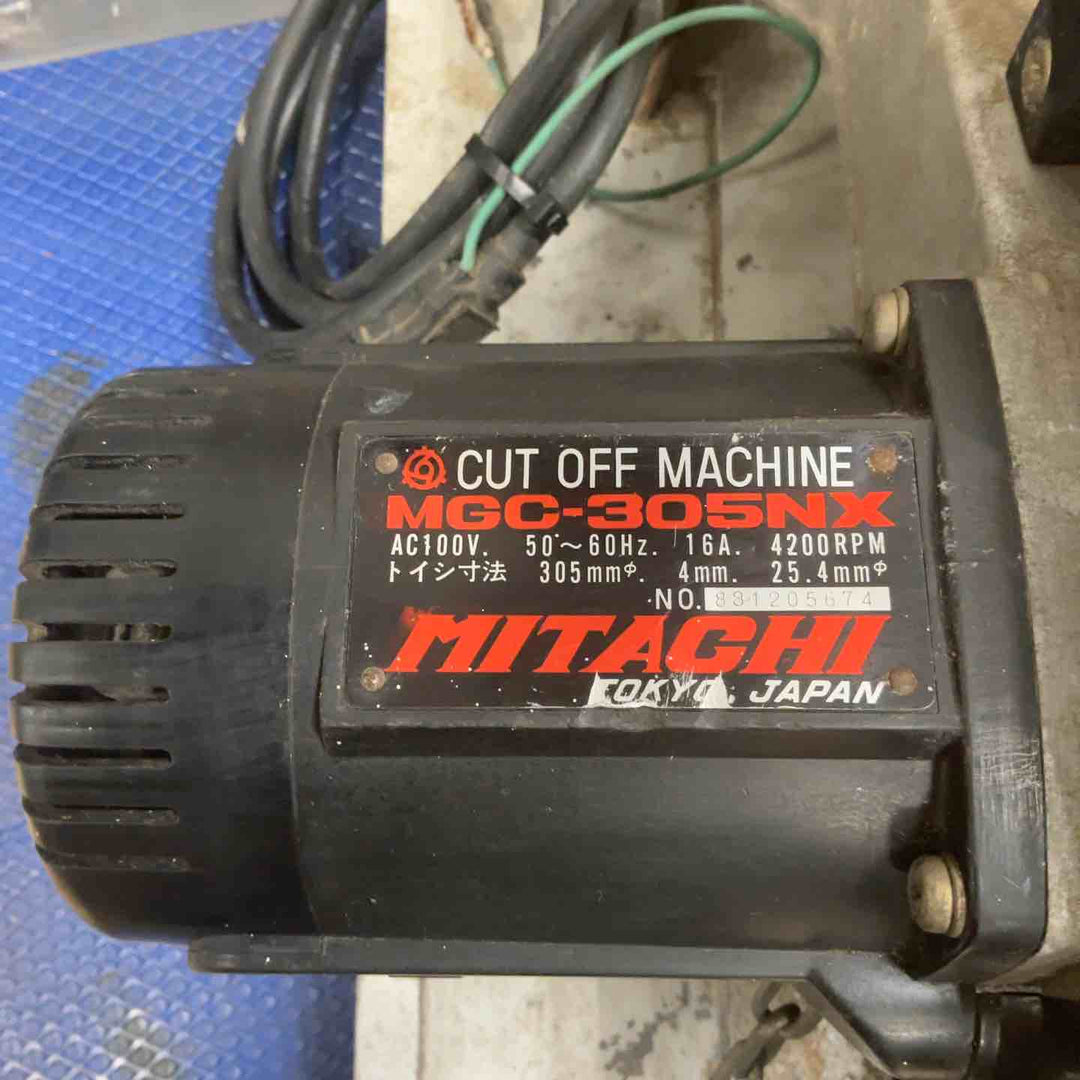 CUT OFF MACHINE
MGC-305NX
AC100V. 50~60Hz. 16A. 4200RPM
トイシ寸法 305mmφ. 4mm. 25.4mmφ
NO. 831205674
MITACHI
TOKYO, JAPAN